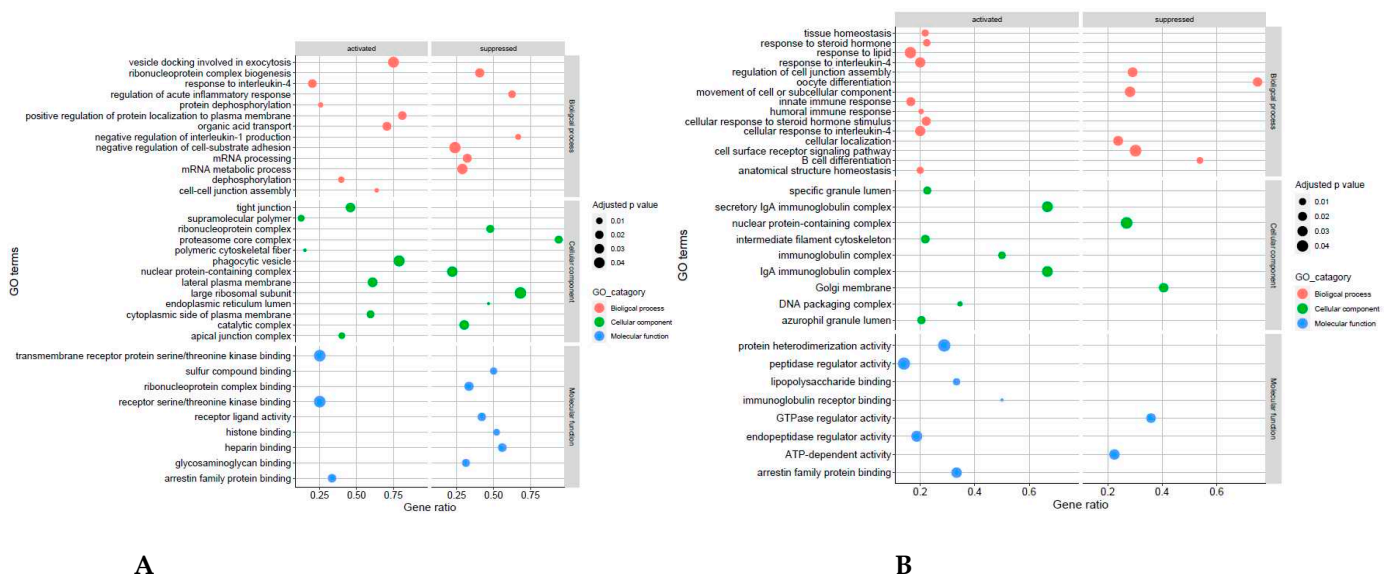 activated
suppressed
vesicle docking involved in exocytosis
ribonucleoprotein complex biogenesis
response to interleukin-4
regulation of acute inflammatory response
protein dephosphorylation
positive regulation of protein localization to plasma membrane
organic acid transport
negative regulation of interleukin-1 production
negative regulation of cell-substrate adhesion
mRNA processing
mRNA metabolic process
dephosphorylation
cell-cell junction assembly
Bioligcal process
tight junction
supramolecular polymer
ribonucleoprotein complex
proteasome core complex
polymeric cytoskeletal fiber
phagocytic vesicle
nuclear protein-containing complex
lateral plasma membrane
large ribosomal subunit
endoplasmic reticulum lumen
cytoplasmic side of plasma membrane
catalytic complex
apical junction complex
Cellular component
transmembrane receptor protein serine/threonine kinase binding
sulfur compound binding
ribonucleoprotein complex binding
receptor serine/threonine kinase binding
receptor ligand activity
histone binding
heparin binding
glycosaminoglycan binding
arrestin family protein binding
Molecular function
GO terms
0.25 0.50 0.75 0.25 0.50 0.75
Gene ratio
Adjusted p value
0.01
0.02
0.03
0.04
GO_catagory
Bioligcal process
Cellular component
Molecular function
A
activated
suppressed
tissue homeostasis
response to steroid hormone
response to lipid
response to interleukin-4
regulation of cell junction assembly
oocyte differentiation
movement of cell or subcellular component
innate immune response
humoral immune response
cellular response to steroid hormone stimulus
cellular response to interleukin-4
cellular localization
cell surface receptor signaling pathway
B cell differentiation
anatomical structure homeostasis
Bioligcal process
specific granule lumen
secretory IgA immunoglobulin complex
nuclear protein-containing complex
intermediate filament cytoskeleton
immunoglobulin complex
IgA immunoglobulin complex
Golgi membrane
DNA packaging complex
azurophil granule lumen
Cellular component
protein heterodimerization activity
peptidase regulator activity
lipopolysaccharide binding
immunoglobulin receptor binding
GTPase regulator activity
endopeptidase regulator activity
ATP-dependent activity
arrestin family protein binding
Molecular function
GO terms
0.2 0.4 0.6 0.2 0.4 0.6
Gene ratio
Adjusted p value
0.01
0.02
0.03
0.04
GO_catagory
Bioligcal process
Cellular component
Molecular function
B